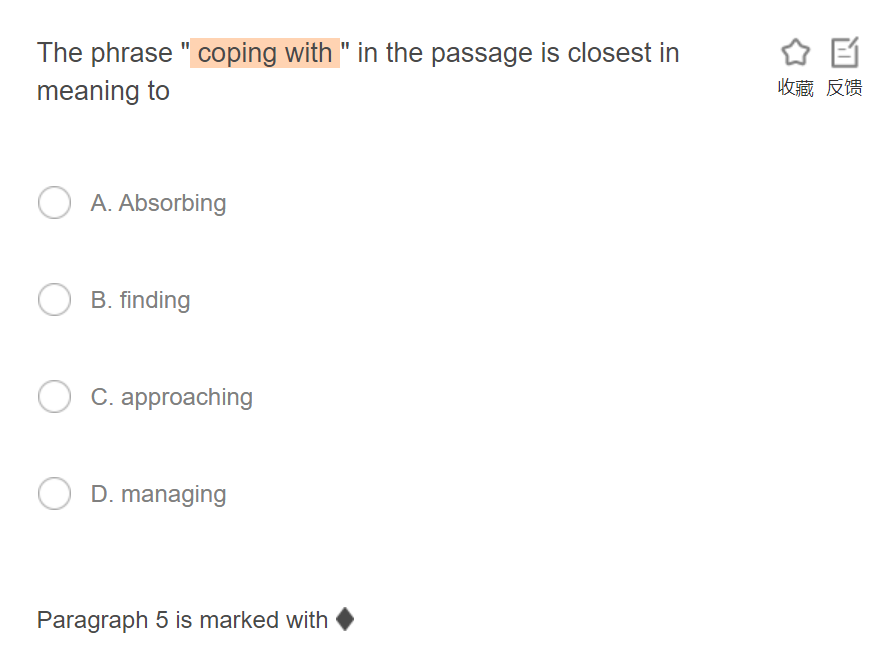 The phrase " coping with " in the passage is closest in
meaning to
收藏 反馈
A. Absorbing
B. finding
C. approaching
D. managing
Paragraph 5 is marked with